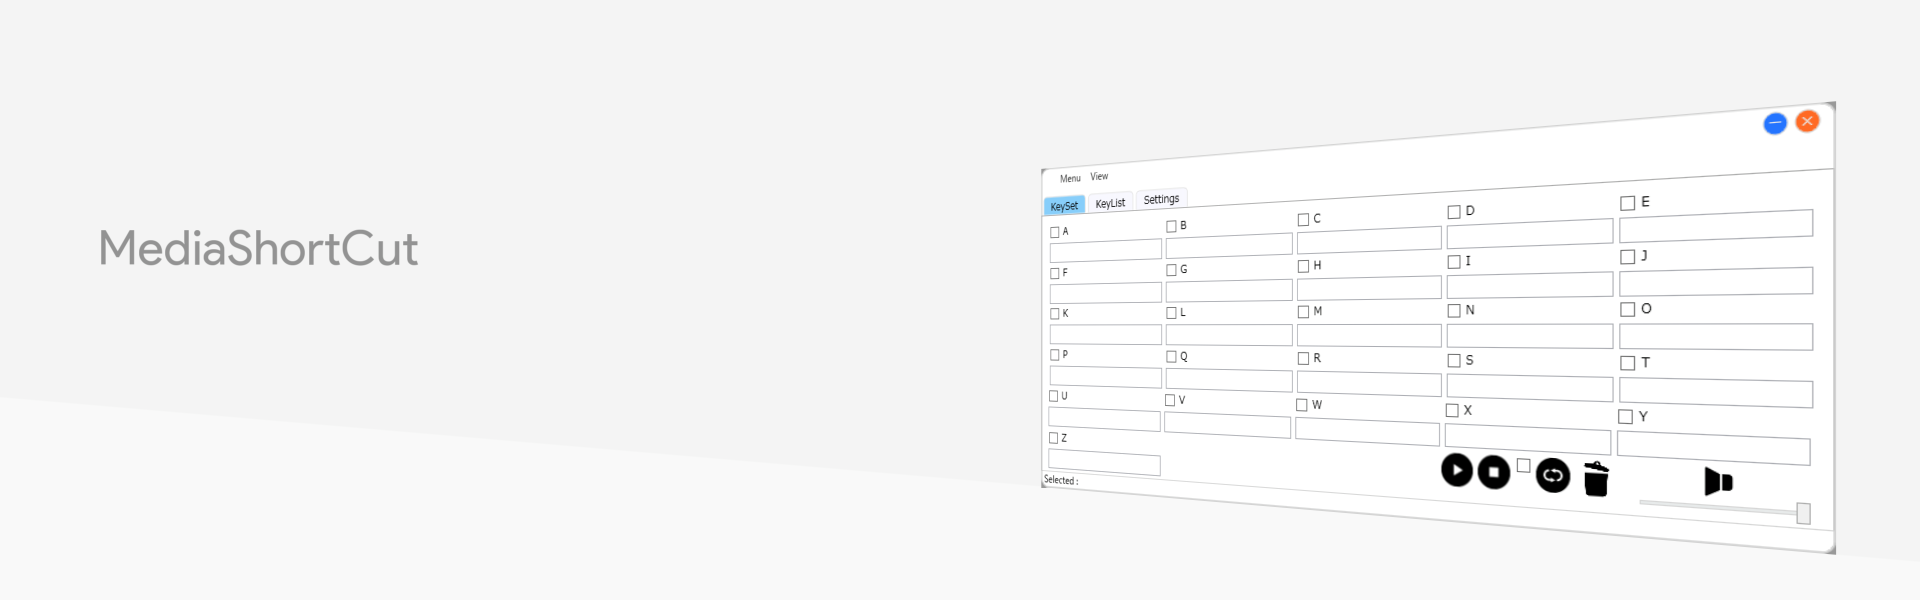 MediaShortCut
Menu View
KeySet KeyList Settings
A B C D E
F G H I J
K L M N O
P Q R S T
U V W X Y
Z
Selected :